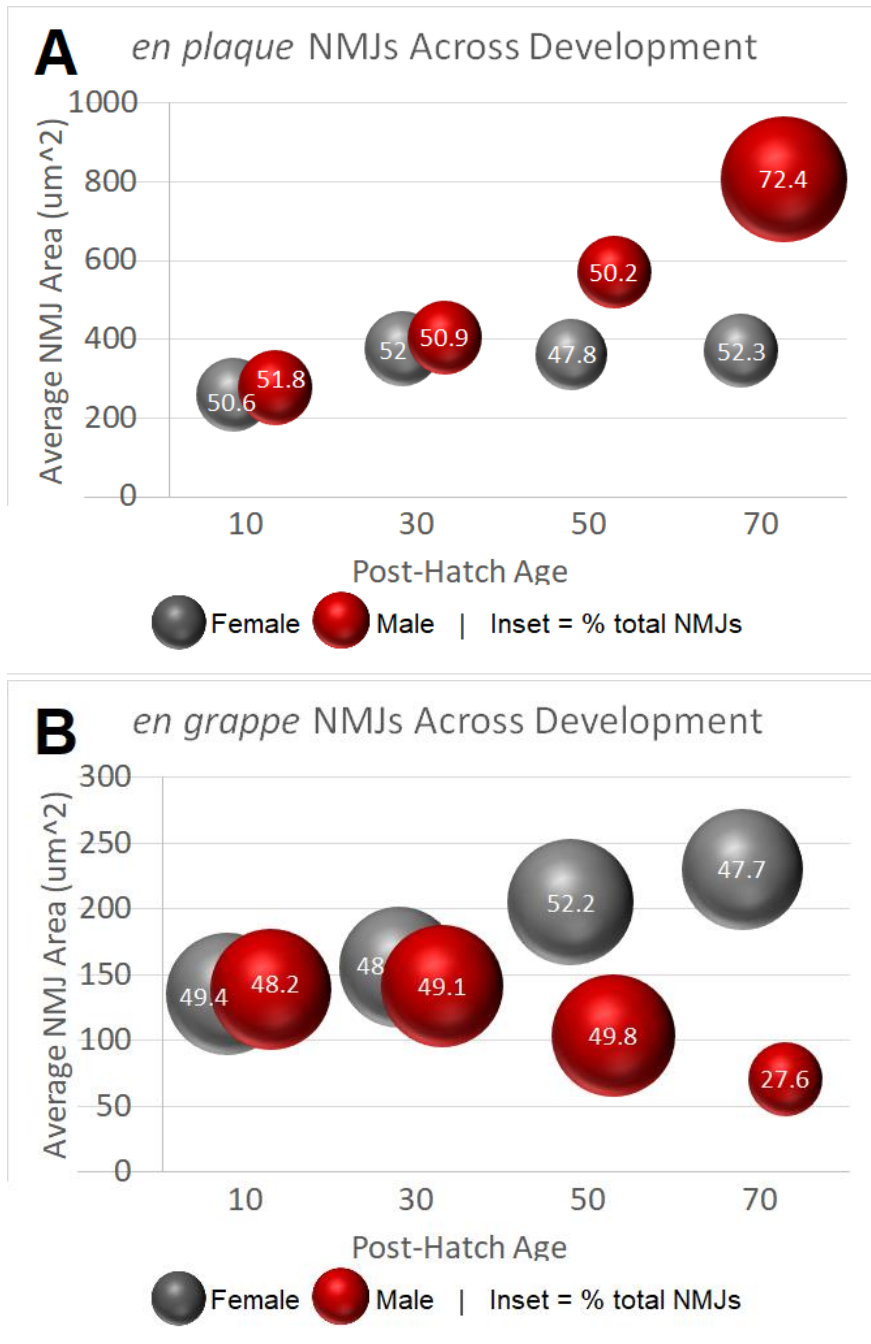 A
en plaque NMJs Across Development
Average NMJ Area (um^2)
1000
800
600
400
200
0
50.6
51.8
52
50.9
47.8
50.2
52.3
72.4
10 30 50 70
Post-Hatch Age
Female Male | Inset = % total NMJs
B
en grappe NMJs Across Development
Average NMJ Area (um^2)
300
250
200
150
100
50
0
49.4
48.2
48
49.1
52.2
49.8
47.7
27.6
10 30 50 70
Post-Hatch Age
Female Male | Inset = % total NMJs